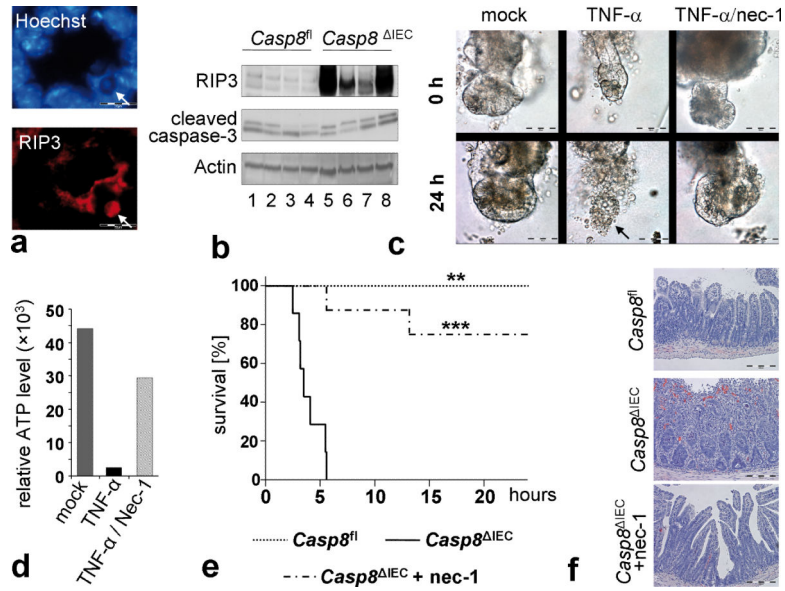 Hoechst
RIP3
a
Casp8fl Casp8 ΔIEC
RIP3
cleaved
caspase-3
Actin
1 2 3 4 5 6 7 8
b
mock TNF-α TNF-α/nec-1
0 h
24 h
c
relative ATP level (×10³)
50
40
30
20
10
0
mock
TNF-α
TNF-α / Nec-1
d
survival [%]
100
80
60
40
20
0
**
***
0 5 10 15 20 hours
Casp8fl Casp8ΔIEC
Casp8ΔIEC + nec-1
e
Casp8fl
Casp8ΔIEC
Casp8ΔIEC
+nec-1
f